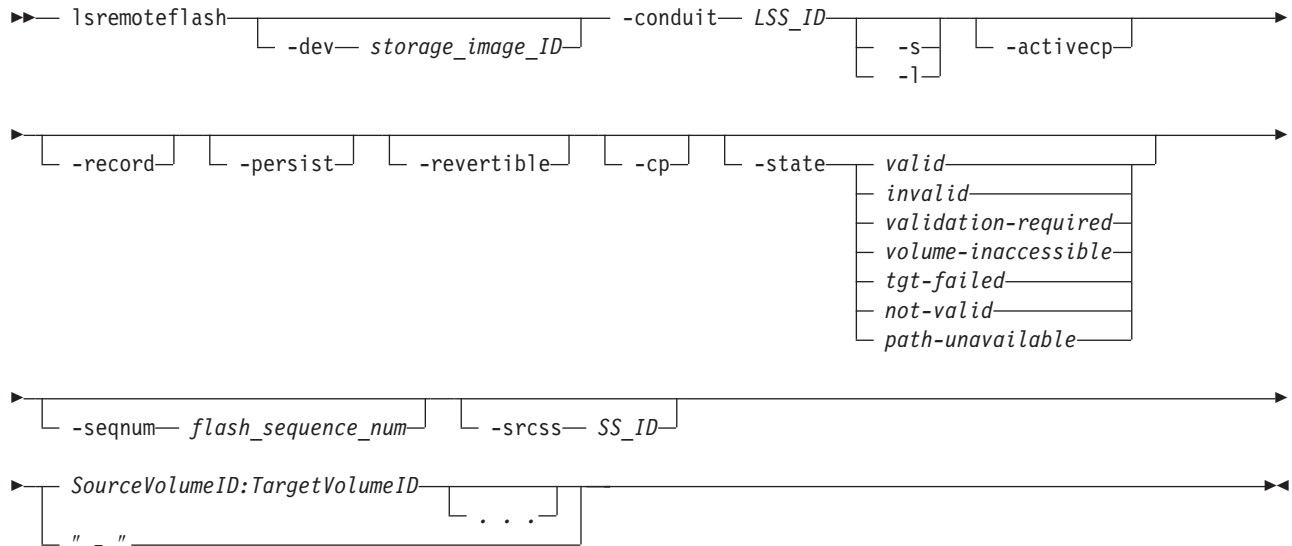 lsremoteflash -dev storage_image_ID -conduit LSS_ID -s -l -activecp
-record -persist -revertible -cp -state valid
invalid
validation-required
volume-inaccessible
tgt-failed
not-valid
path-unavailable
-seqnum flash_sequence_num -srcss SS_ID
SourceVolumeID:TargetVolumeID . . .
" - "